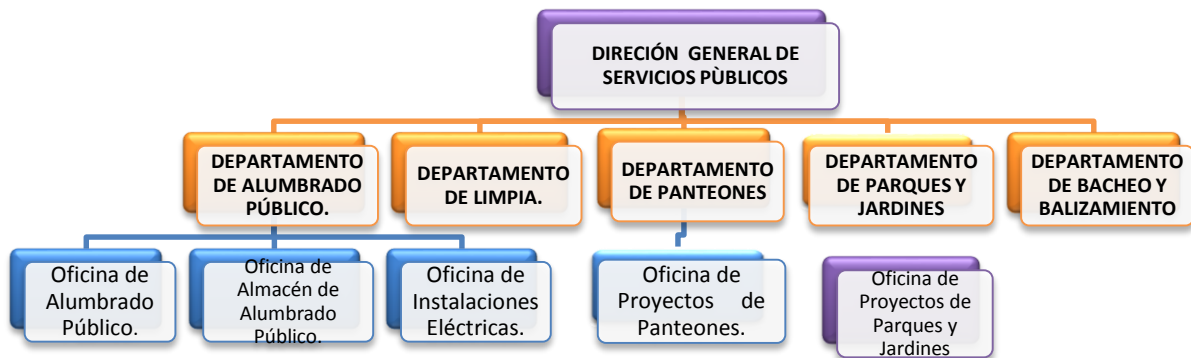 DIRECIÓN GENERAL DE
SERVICIOS PÙBLICOS
DEPARTAMENTO
DE ALUMBRADO
PÚBLICO.
DEPARTAMENTO
DE LIMPIA.
DEPARTAMENTO
DE PANTEONES
DEPARTAMENTO
DE PARQUES Y
JARDINES
DEPARTAMENTO
DE BACHEO Y
BALIZAMIENTO
Oficina de
Alumbrado
Público.
Oficina de
Almacén de
Alumbrado
Público.
Oficina de
Instalaciones
Eléctricas.
Oficina de
Proyectos de
Panteones.
Oficina de
Proyectos de
Parques y
Jardines